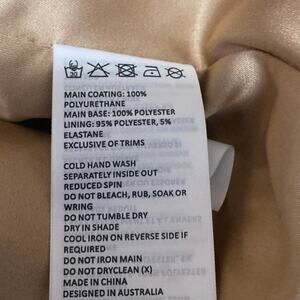 30
MAIN COATING: 100%
POLYURETHANE
MAIN BASE: 100% POLYESTER
LINING: 95% POLYESTER, 5%
ELASTANE
EXCLUSIVE OF TRIMS
COLD HAND WASH
SEPARATELY INSIDE OUT
REDUCED SPIN
DO NOT BLEACH, RUB, SOAK OR
WRING
DO NOT TUMBLE DRY
DRY IN SHADE
COOL IRON ON REVERSE SIDE IF
REQUIRED
DO NOT IRON MAIN
DO NOT DRYCLEAN (X)
MADE IN CHINA
DESIGNED IN AUSTRALIA